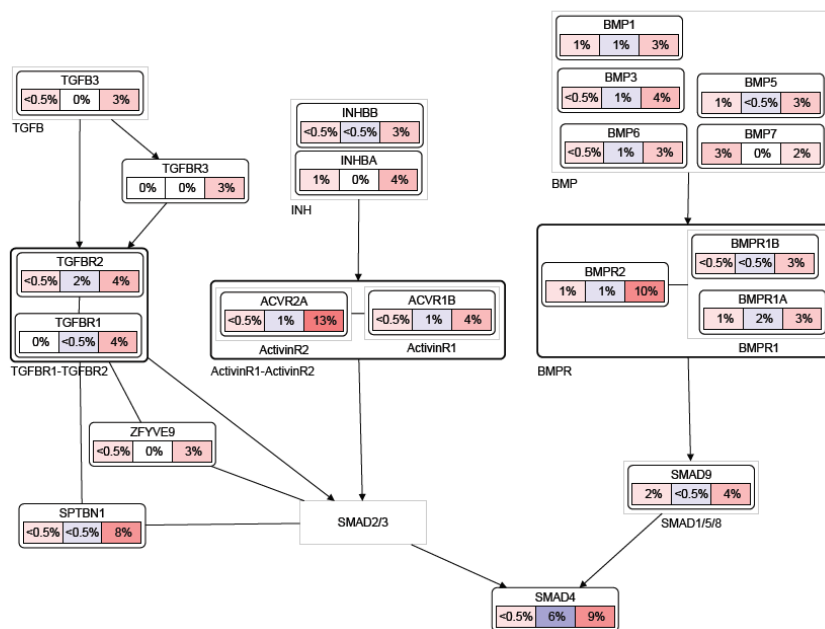 BMP1
1% 1% 3%
TGFB3
<0.5% 0% 3%
TGFB
BMP3
<0.5% 1% 4%
BMP5
1% <0.5% 3%
INHBB
<0.5% <0.5% 3%
BMP6
<0.5% 1% 3%
BMP7
3% 0% 2%
BMP
TGFBR3
0% 0% 3%
INHBA
1% 0% 4%
INH
TGFBR2
<0.5% 2% 4%
BMPR1B
<0.5% <0.5% 3%
BMPR2
1% 1% 10%
BMPR1A
1% 2% 3%
BMPR1
BMPR
ACVR2A
<0.5% 1% 13%
ActivinR2
ACVR1B
<0.5% 1% 4%
ActivinR1
ActivinR1-ActivinR2
TGFBR1
0% <0.5% 4%
TGFBR1-TGFBR2
ZFYVE9
<0.5% 0% 3%
SMAD9
2% <0.5% 4%
SMAD1/5/8
SPTBN1
<0.5% <0.5% 8%
SMAD2/3
SMAD4
<0.5% 6% 9%